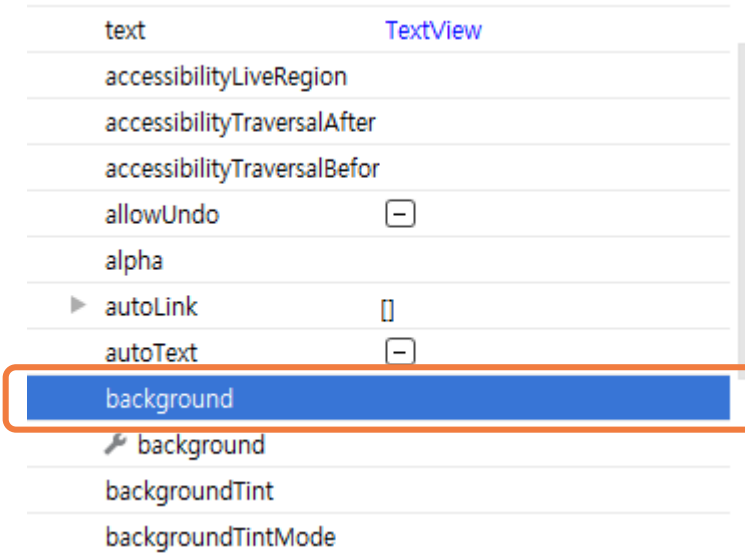 text TextView
accessibilityLiveRegion
accessibilityTraversalAfter
accessibilityTraversalBefor
allowUndo
alpha
autoLink []
autoText
background
background
backgroundTint
backgroundTintMode